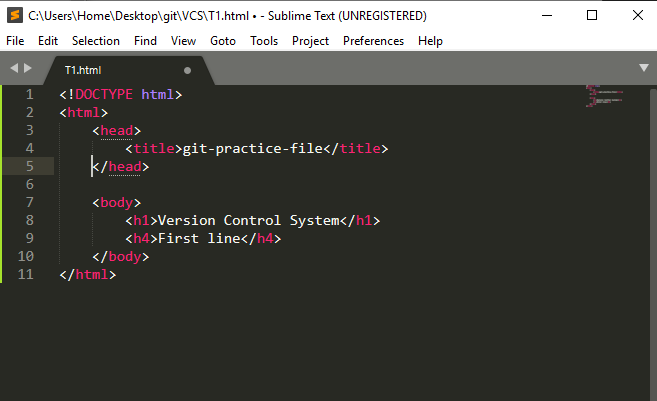 C:\Users\Home\Desktop\git\VCS\T1.html • - Sublime Text (UNREGISTERED)
File Edit Selection Find View Goto Tools Project Preferences Help
T1.html
1 <!DOCTYPE html>
2 <html>
3 <head>
4 <title>git-practice-file</title>
5 </head>
6
7 <body>
8 <h1>Version Control System</h1>
9 <h4>First line</h4>
10 </body>
11 </html>